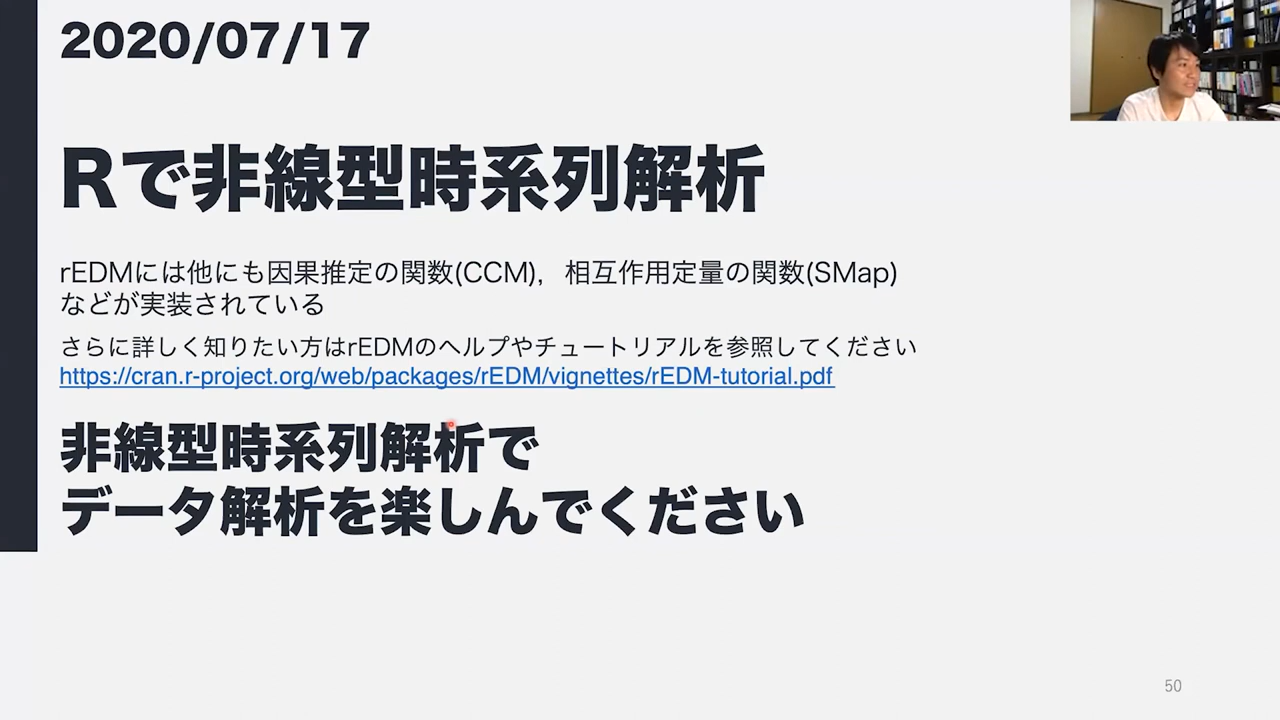 2020/07/17
Rで非線型時系列解析
rEDMには他にも因果推定の関数(CCM)，相互作用定量の関数(SMap)
などが実装されている
さらに詳しく知りたい方はrEDMのヘルプやチュートリアルを参照してください
https://cran.r-project.org/web/packages/rEDM/vignettes/rEDM-tutorial.pdf
非線型時系列解析で
データ解析を楽しんでください
50